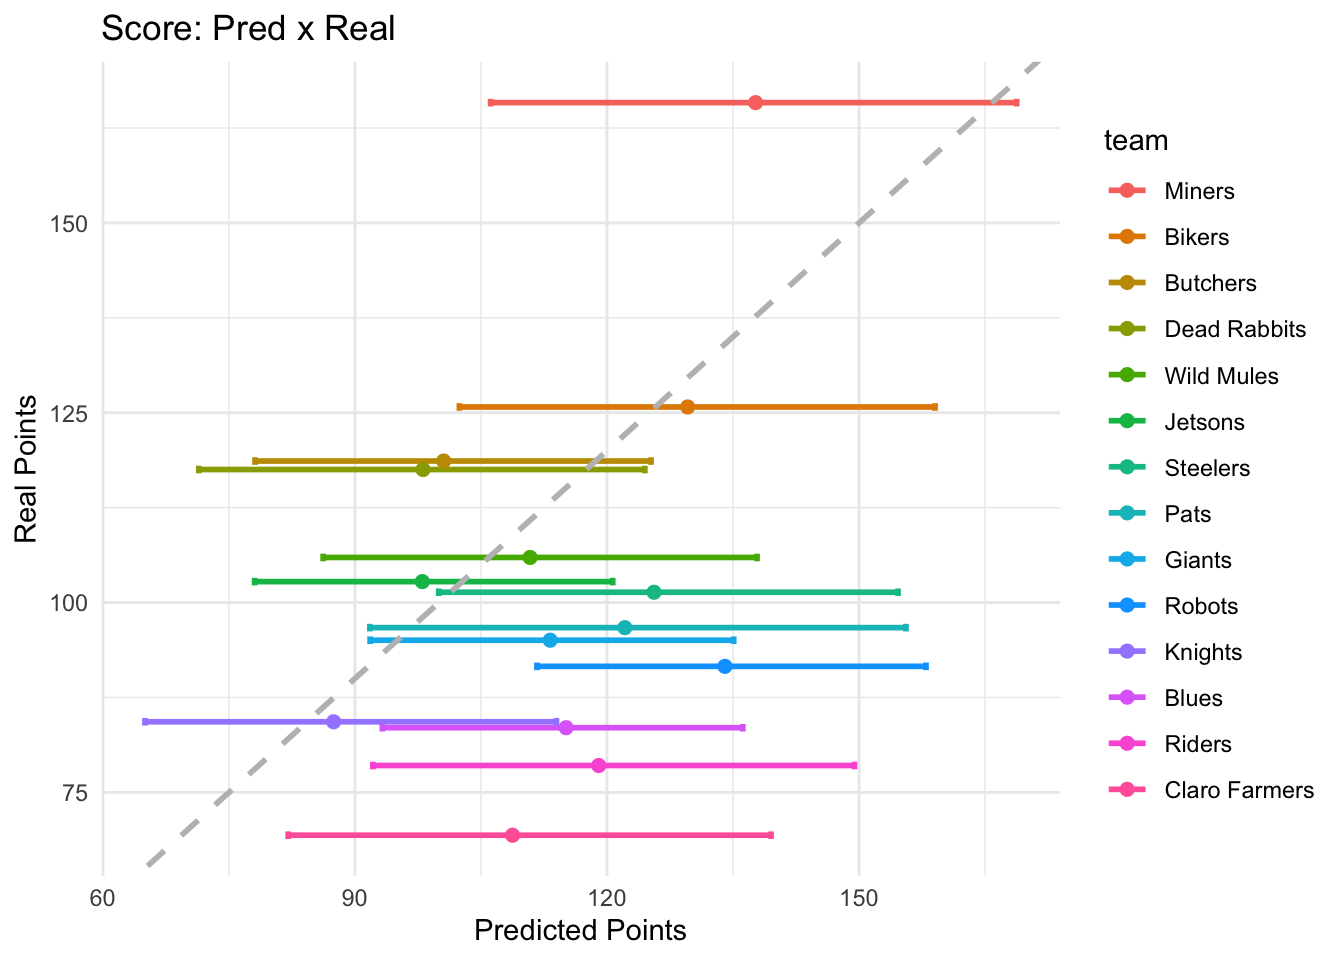 Score: Pred x Real
Real Points
150
125
100
75
60
90
120
150
Predicted Points
team
Miners
Bikers
Butchers
Dead Rabbits
Wild Mules
Jetsons
Steelers
Pats
Giants
Robots
Knights
Blues
Riders
Claro Farmers